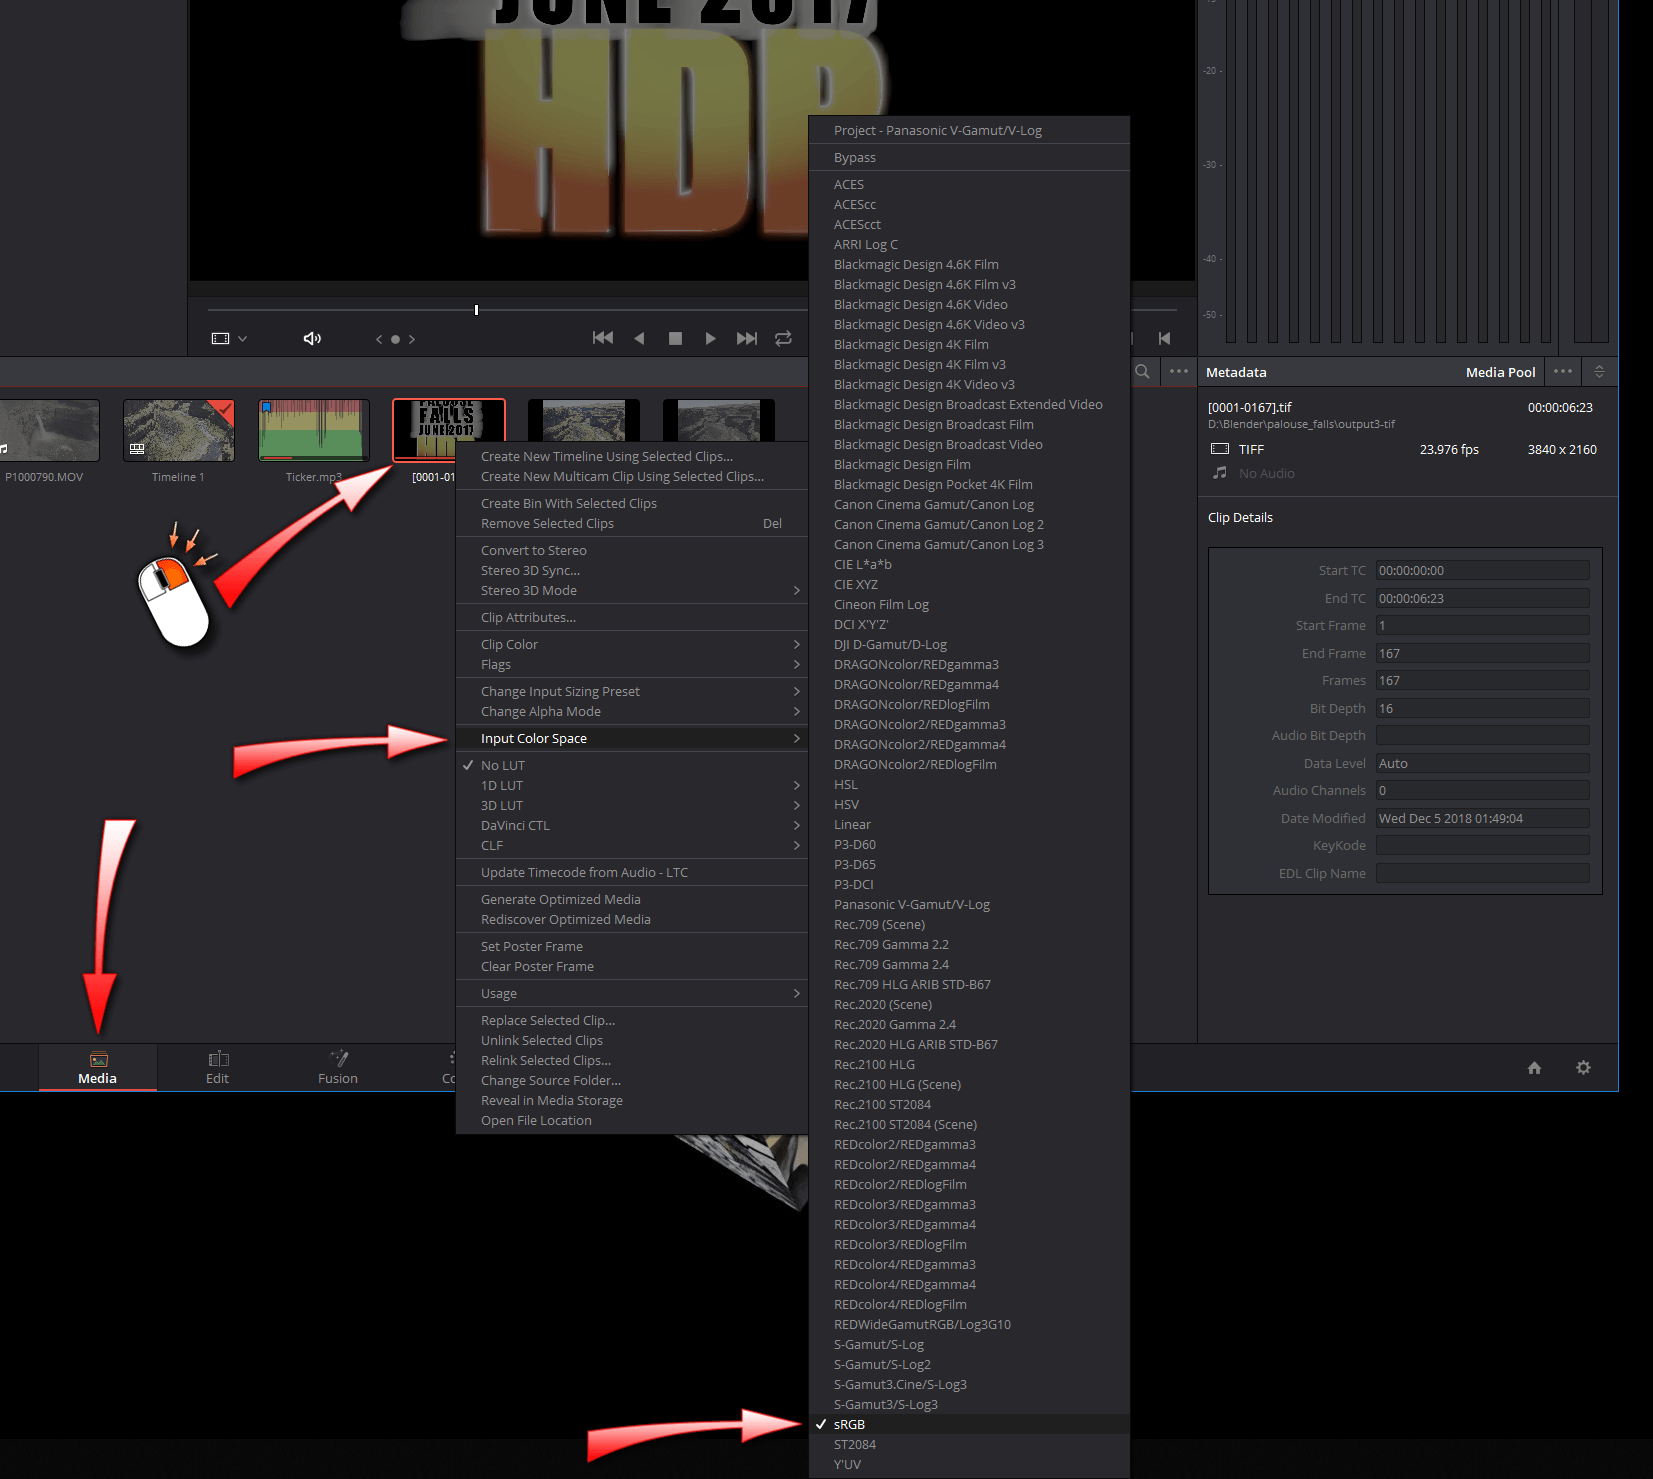 JUNE 2017
HDR
-20
-30
-40
-50
Metadata
Media Pool
[0001-0167].tif
00:00:06:23
D:\Blender\palouse_falls\output3-tif
TIFF
23.976 fps
3840 x 2160
No Audio
Clip Details
Start TC 00:00:00:00
End TC 00:00:06:23
Start Frame 1
End Frame 167
Frames 167
Bit Depth 16
Audio Bit Depth
Data Level Auto
Audio Channels 0
Date Modified Wed Dec 5 2018 01:49:04
KeyKode
EDL Clip Name
PALOUSE
FALLS
JUNE 2017
HDR
P1000790.MOV
Timeline 1
Ticker.mp3
[0001-01
Create New Timeline Using Selected Clips...
Create New Multicam Clip Using Selected Clips...
Create Bin With Selected Clips
Remove Selected Clips Del
Convert to Stereo
Stereo 3D Sync...
Stereo 3D Mode
Clip Attributes...
Clip Color
Flags
Change Input Sizing Preset
Change Alpha Mode
Input Color Space
No LUT
1D LUT
3D LUT
DaVinci CTL
CLF
Update Timecode from Audio - LTC
Generate Optimized Media
Rediscover Optimized Media
Set Poster Frame
Clear Poster Frame
Usage
Replace Selected Clip...
Unlink Selected Clips
Relink Selected Clips...
Change Source Folder...
Reveal in Media Storage
Open File Location
Project - Panasonic V-Gamut/V-Log
Bypass
ACES
ACEScc
ACEScct
ARRI Log C
Blackmagic Design 4.6K Film
Blackmagic Design 4.6K Film v3
Blackmagic Design 4.6K Video
Blackmagic Design 4.6K Video v3
Blackmagic Design 4K Film
Blackmagic Design 4K Film v3
Blackmagic Design 4K Video v3
Blackmagic Design Broadcast Extended Video
Blackmagic Design Broadcast Film
Blackmagic Design Broadcast Video
Blackmagic Design Film
Blackmagic Design Pocket 4K Film
Canon Cinema Gamut/Canon Log
Canon Cinema Gamut/Canon Log 2
Canon Cinema Gamut/Canon Log 3
CIE L*a*b
CIE XYZ
Cineon Film Log
DCI X'Y'Z'
DJI D-Gamut/D-Log
DRAGONcolor/REDgamma3
DRAGONcolor/REDgamma4
DRAGONcolor/REDlogFilm
DRAGONcolor2/REDgamma3
DRAGONcolor2/REDgamma4
DRAGONcolor2/REDlogFilm
HSL
HSV
Linear
P3-D60
P3-D65
P3-DCI
Panasonic V-Gamut/V-Log
Rec.709 (Scene)
Rec.709 Gamma 2.2
Rec.709 Gamma 2.4
Rec.709 HLG ARIB STD-B67
Rec.2020 (Scene)
Rec.2020 Gamma 2.4
Rec.2020 HLG ARIB STD-B67
Rec.2100 HLG
Rec.2100 HLG (Scene)
Rec.2100 ST2084
Rec.2100 ST2084 (Scene)
REDcolor2/REDgamma3
REDcolor2/REDgamma4
REDcolor2/REDlogFilm
REDcolor3/REDgamma3
REDcolor3/REDgamma4
REDcolor3/REDlogFilm
REDcolor4/REDgamma3
REDcolor4/REDgamma4
REDcolor4/REDlogFilm
REDWideGamutRGB/Log3G10
S-Gamut/S-Log
S-Gamut/S-Log2
S-Gamut3.Cine/S-Log3
S-Gamut3/S-Log3
sRGB
ST2084
Y'UV
Media
Edit
Fusion
Co